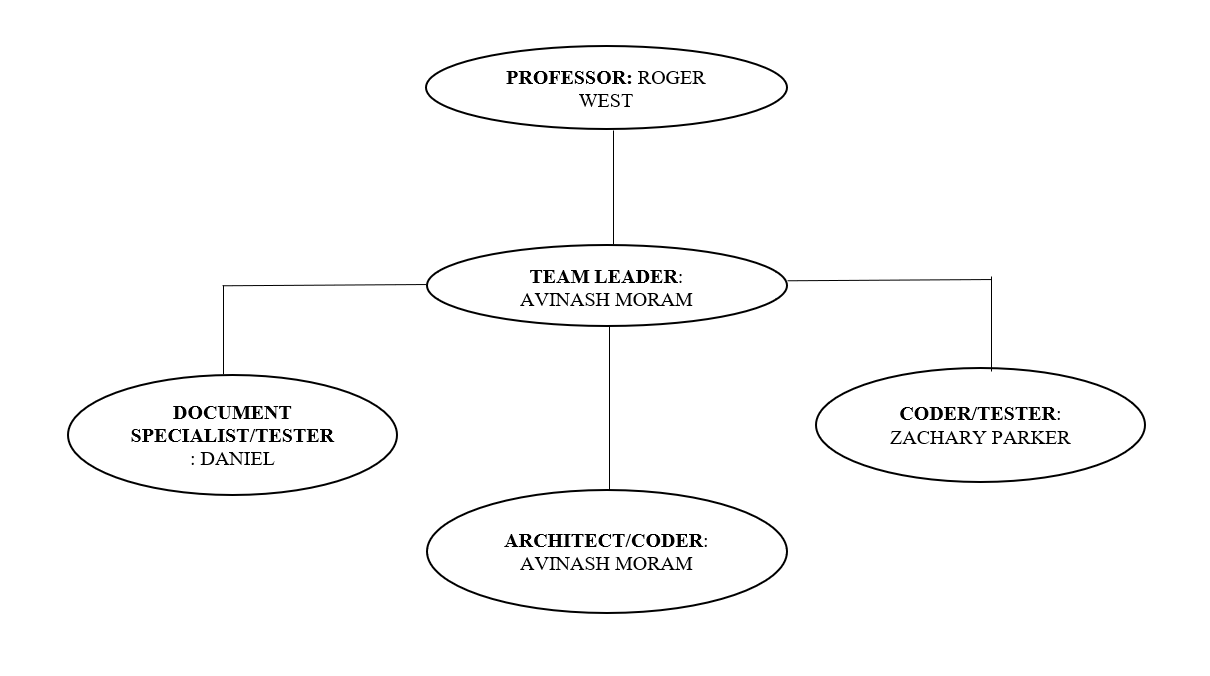 PROFESSOR: ROGER
WEST
TEAM LEADER:
AVINASH MORAM
DOCUMENT
SPECIALIST/TESTER
: DANIEL
CODER/TESTER:
ZACHARY PARKER
ARCHITECT/CODER:
AVINASH MORAM